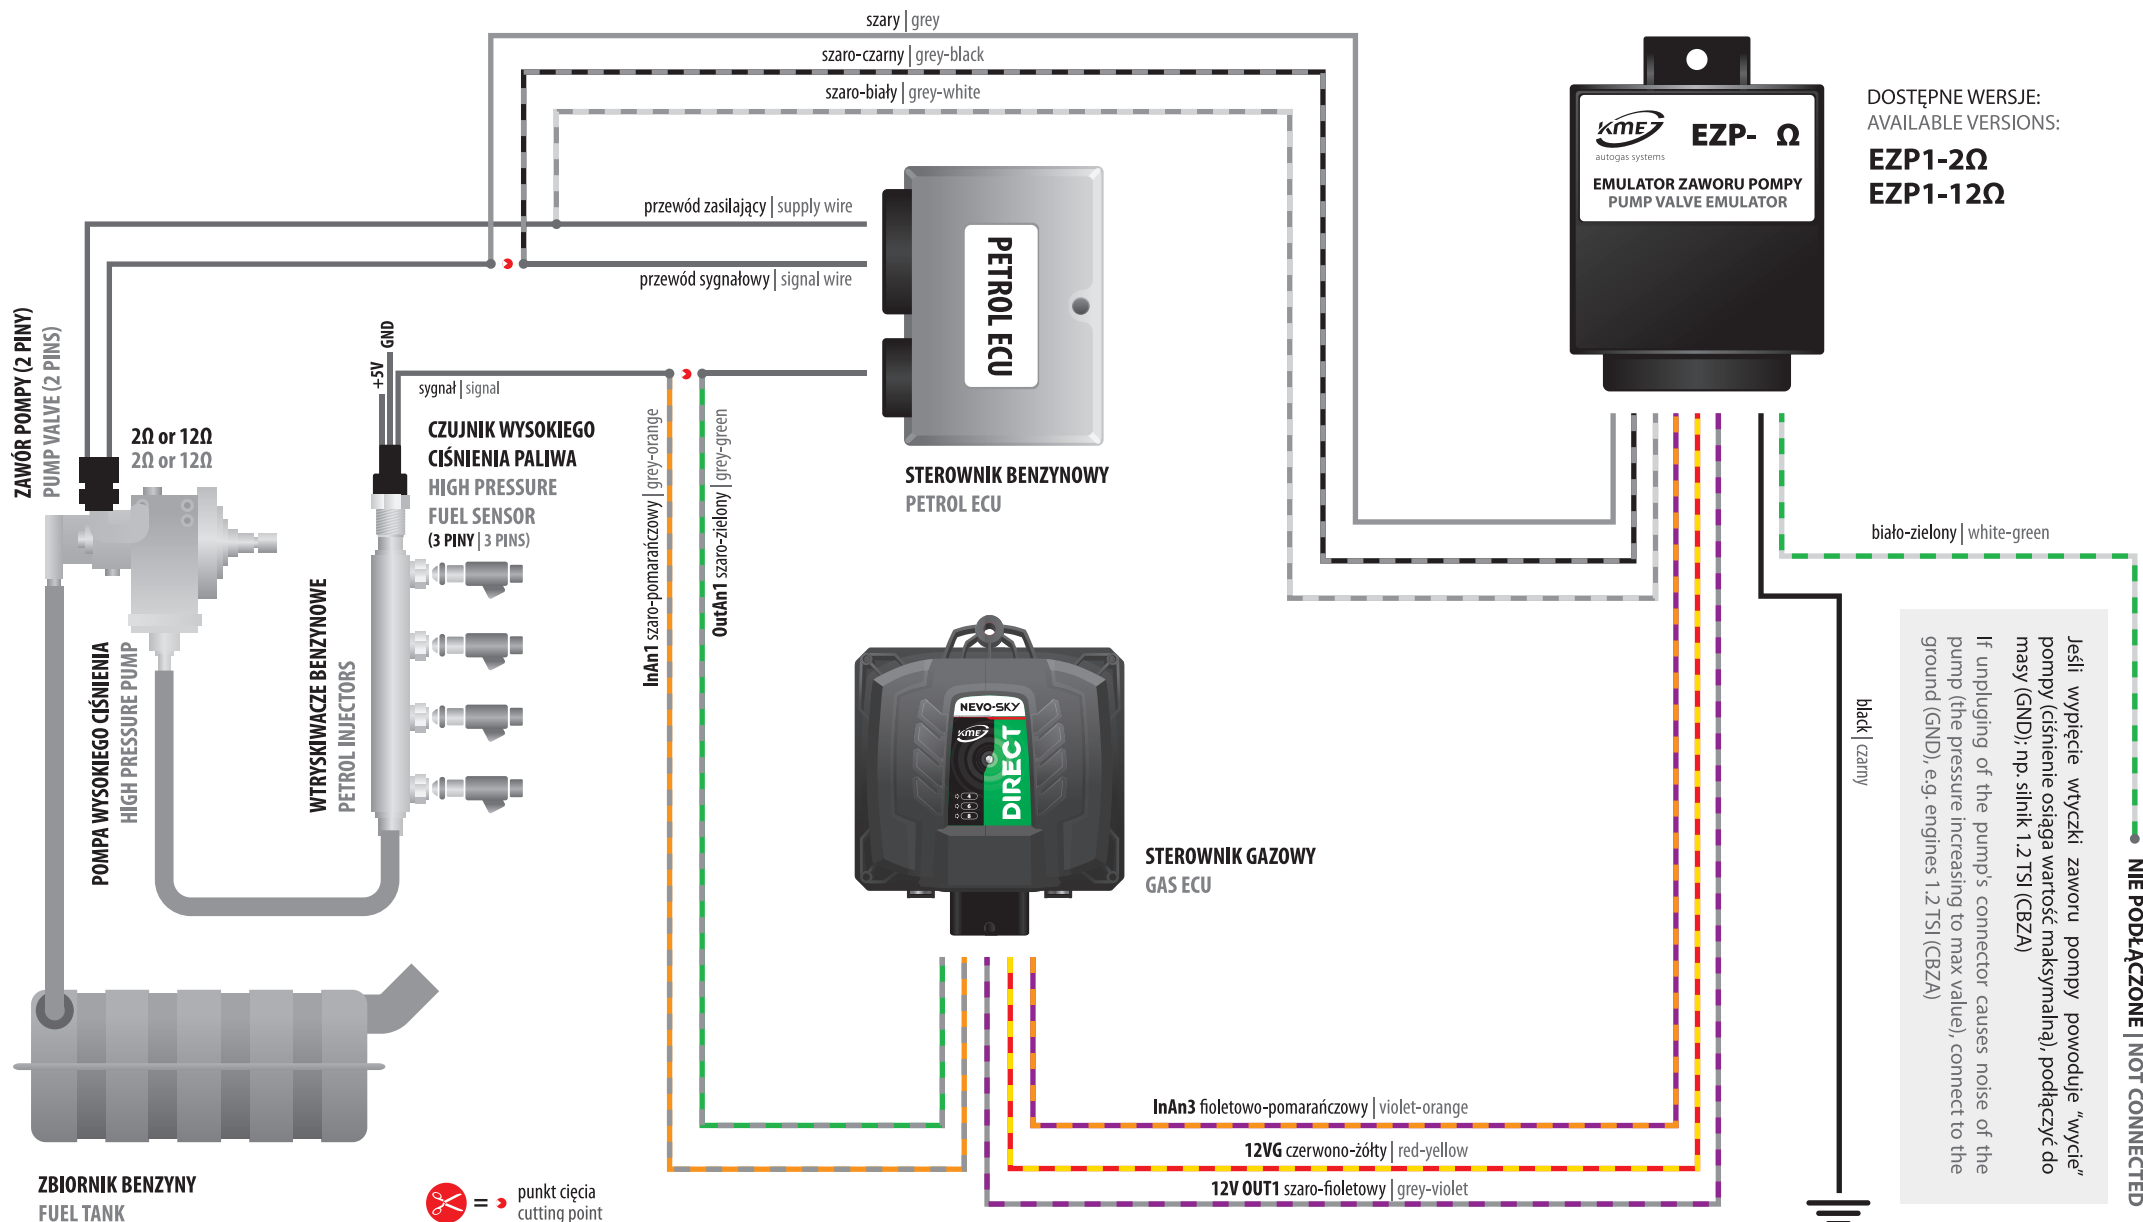 szary | grey
szaro-czarny | grey-black
szaro-biały | grey-white
przewód zasilający | supply wire
przewód sygnałowy | signal wire
PETROL ECU
STEROWNIK BENZYNOWY
PETROL ECU
KME
autogas systems
EZP- Ω
EMULATOR ZAWORU POMPY
PUMP VALVE EMULATOR
DOSTĘPNE WERSJE:
AVAILABLE VERSIONS:
EZP1-2Ω
EZP1-12Ω
ZAWÓR POMPY (2 PINY)
PUMP VALVE (2 PINS)
2Ω or 12Ω
2Ω or 12Ω
+5V
GND
sygnał | signal
CZUJNIK WYSOKIEGO
CIŚNIENIA PALIWA
HIGH PRESSURE
FUEL SENSOR
(3 PINY | 3 PINS)
InAn1 szaro-pomarańczowy | grey-orange
OutAn1 szaro-zielony | grey-green
POMPA WYSOKIEGO CIŚNIENIA
HIGH PRESSURE PUMP
WTRYSKIWACZE BENZYNOWE
PETROL INJECTORS
NEVO-SKY
KME
DIRECT
4
6
8
STEROWNIK GAZOWY
GAS ECU
biało-zielony | white-green
black | czarny
Jeśli wypięcie wtyczki zaworu pompy powoduje "wycie"
pompy (ciśnienie osiąga wartość maksymalną), podłączyć do
masy (GND); np. silnik 1.2 TSI (CBZA)
If unpluging of the pump's connector causes noise of the
pump (the pressure increasing to max value), connect to the
ground (GND), e.g. engines 1.2 TSI (CBZA)
NIE PODŁĄCZONE | NOT CONNECTED
InAn3 fioletowo-pomarańczowy | violet-orange
12VG czerwono-żółty | red-yellow
12V OUT1 szaro-fioletowy | grey-violet
ZBIORNIK BENZYNY
FUEL TANK
= punkt cięcia
cutting point